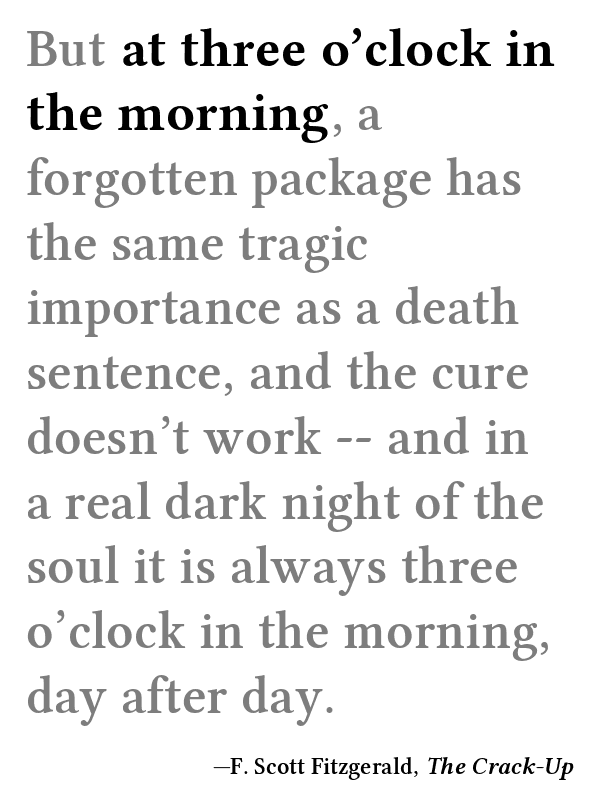 But at three o’clock in
the morning, a
forgotten package has
the same tragic
importance as a death
sentence, and the cure
doesn’t work -- and in
a real dark night of the
soul it is always three
o’clock in the morning,
day after day.
—F. Scott Fitzgerald, The Crack-Up